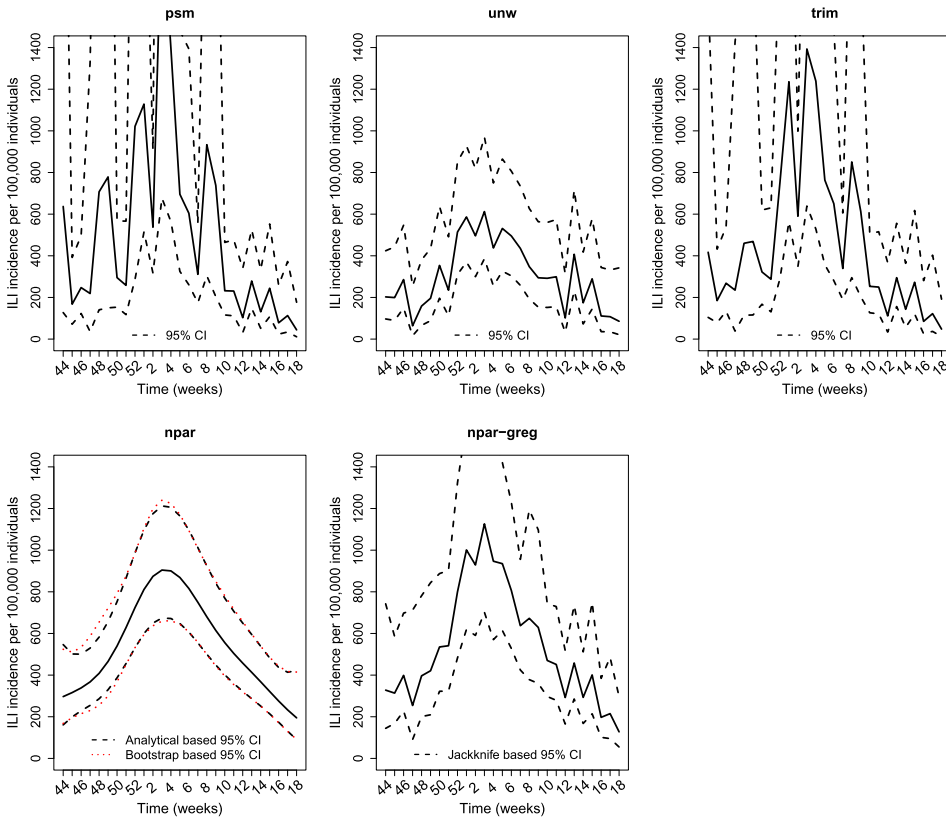 psm
ILI incidence per 100,000 individuals
1400
1200
1000
800
600
400
200
0
95% CI
44 46 48 50 52 2 4 6 8 10 12 14 16 18
Time (weeks)
unw
ILI incidence per 100,000 individuals
1400
1200
1000
800
600
400
200
0
95% CI
44 46 48 50 52 2 4 6 8 10 12 14 16 18
Time (weeks)
trim
ILI incidence per 100,000 individuals
1400
1200
1000
800
600
400
200
0
95% CI
44 46 48 50 52 2 4 6 8 10 12 14 16 18
Time (weeks)
npar
ILI incidence per 100,000 individuals
1400
1200
1000
800
600
400
200
0
Analytical based 95% CI
Bootstrap based 95% CI
44 46 48 50 52 2 4 6 8 10 12 14 16 18
Time (weeks)
npar−greg
ILI incidence per 100,000 individuals
1400
1200
1000
800
600
400
200
0
Jackknife based 95% CI
44 46 48 50 52 2 4 6 8 10 12 14 16 18
Time (weeks)